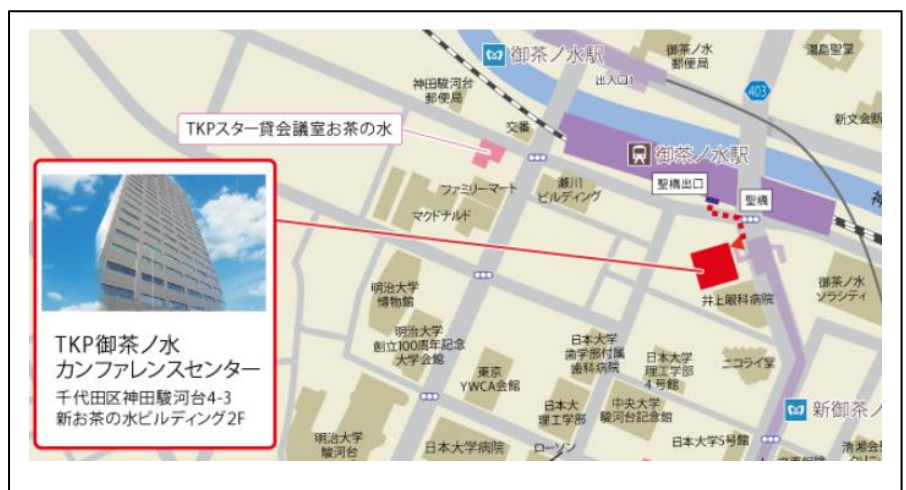 御茶ノ水駅
御茶ノ水
郵便局
湯島聖堂
出入口1
神田駿河台
郵便局
403
新文会館
TKPスター貸会議室お茶の水
交番
御茶ノ水駅
聖橋出口
聖橋
ファミリーマート
瀬川
ビルディング
マクドナルド
御茶ノ水
ソラシティ
井上眼科病院
明治大学
博物館
明治大学
創立100周年記念
大学会館
日本大学
歯学部付属
歯科病院
日本大学
理工学部
4号館
ニコライ堂
東京
YWCA会館
日本大
理工学部
中央大学
駿河台記念館
新御茶ノ
明治大学
駿河台
日本大学病院
ローソン
日本大学5号館
TKP御茶ノ水
カンファレンスセンター
千代田区神田駿河台4-3
新お茶の水ビルディング2F